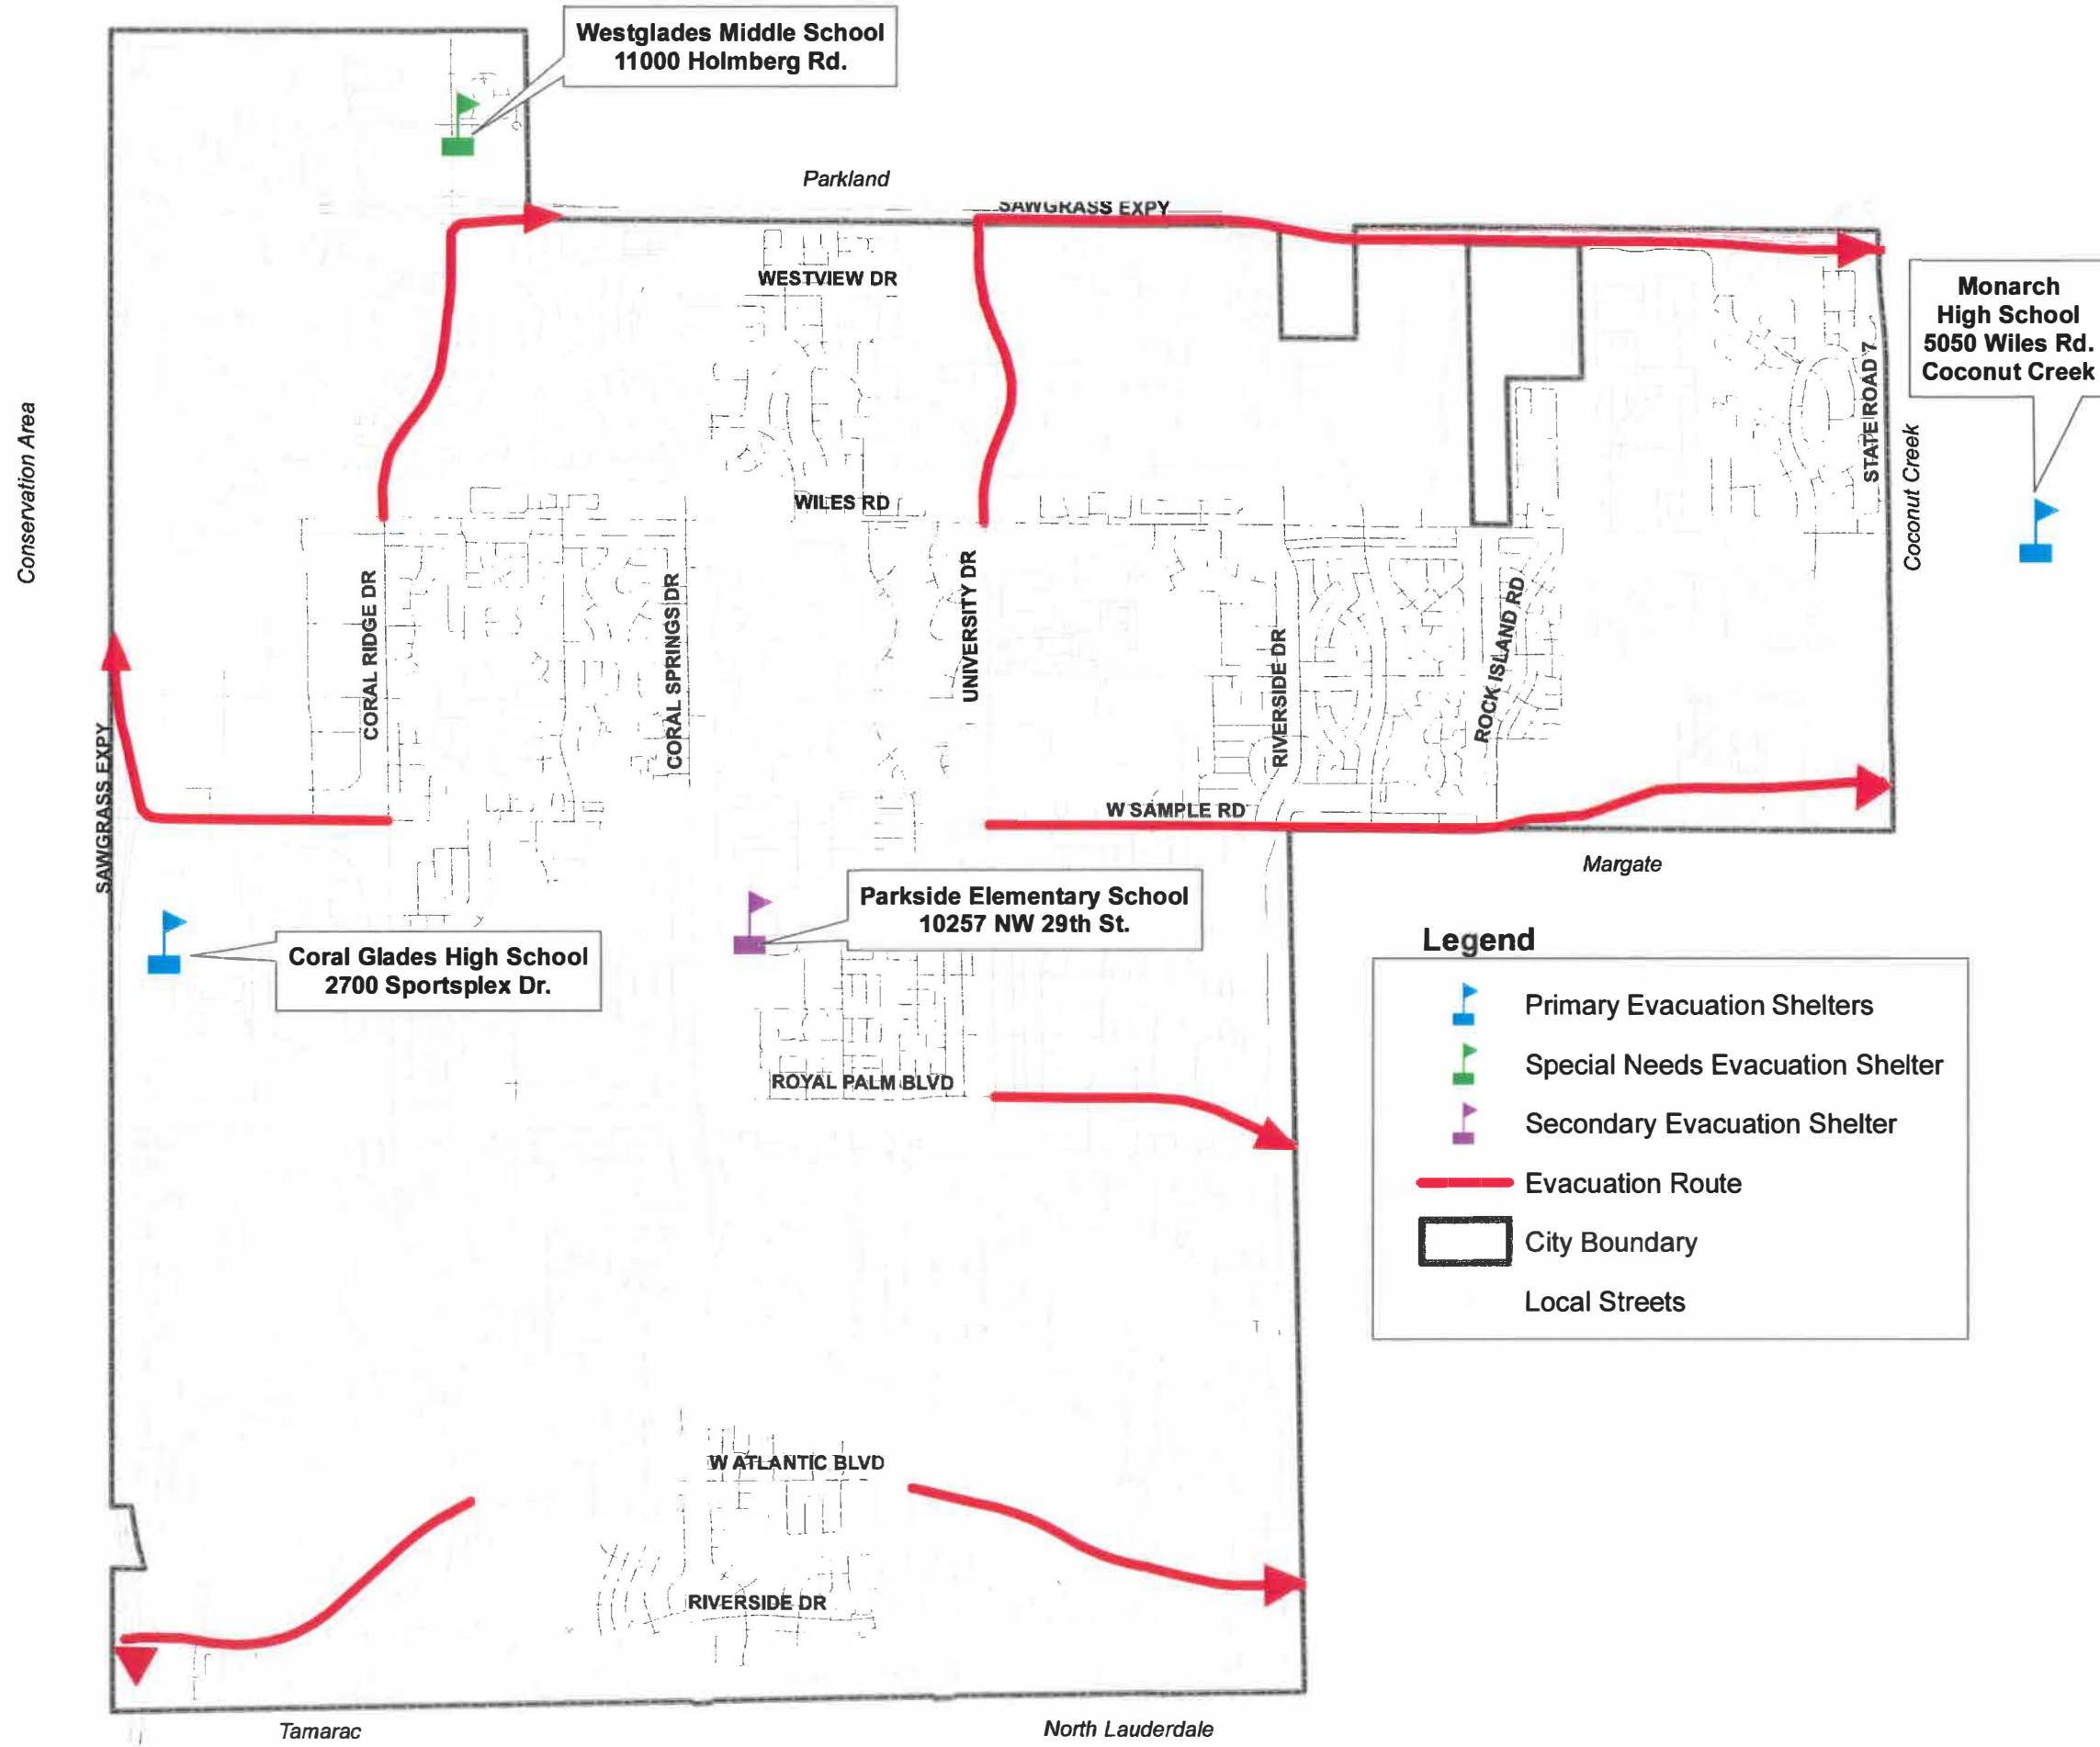 Westglades Middle School
11000 Holmberg Rd.
Parkland
SAWGRASS EXPY
WESTVIEW DR
Monarch
High School
5050 Wiles Rd.
Coconut Creek
STATE ROAD 7
Conservation Area
Coconut Creek
WILES RD
CORAL RIDGE DR
CORAL SPRINGS DR
UNIVERSITY DR
RIVERSIDE DR
ROCK ISLAND RD
SAWGRASS EXPY
W SAMPLE RD
Margate
Parkside Elementary School
10257 NW 29th St.
Coral Glades High School
2700 Sportsplex Dr.
ROYAL PALM BLVD
Legend
Primary Evacuation Shelters
Special Needs Evacuation Shelter
Secondary Evacuation Shelter
Evacuation Route
City Boundary
Local Streets
W ATLANTIC BLVD
RIVERSIDE DR
Tamarac
North Lauderdale